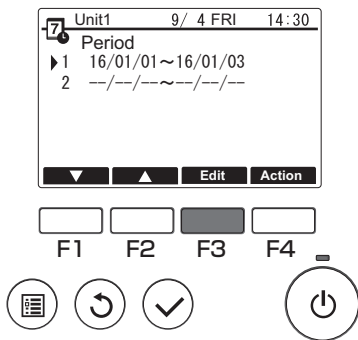 7 Unit1 9/ 4 FRI 14:30
Period
1 16/01/01～16/01/03
2 --/--/--～--/--/--
▼ ▲ Edit Action
F1 F2 F3 F4